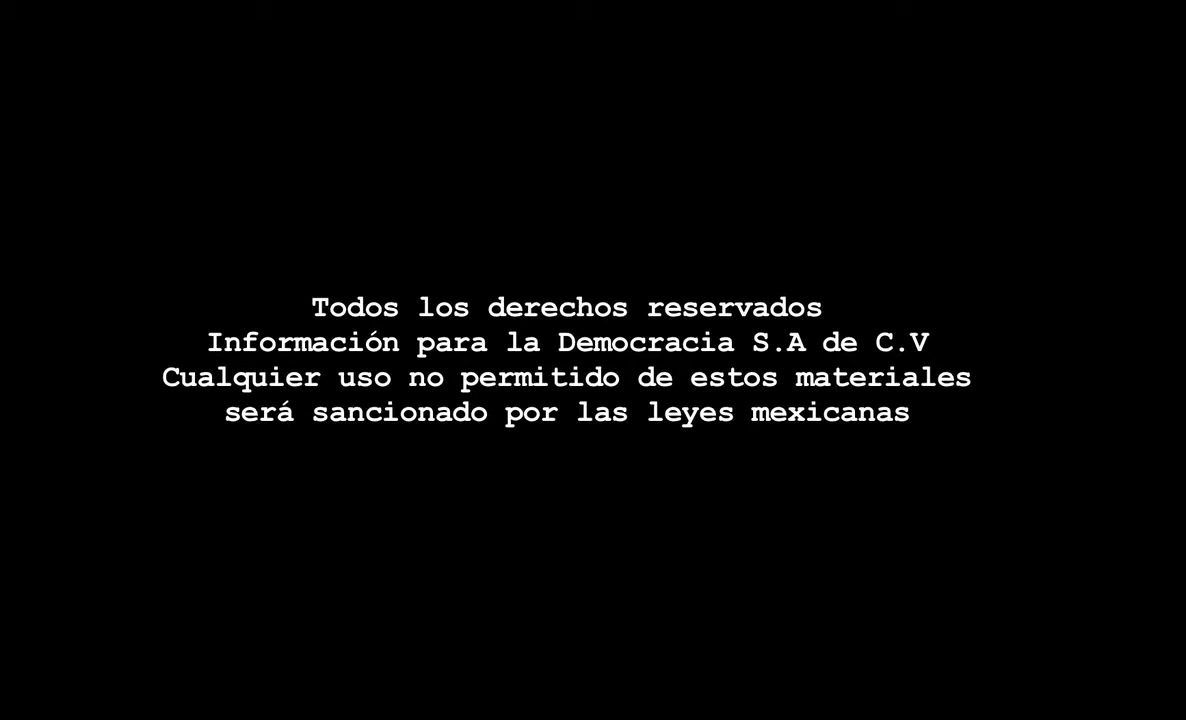 Todos los derechos reservados
Información para la Democracia S.A de C.V
Cualquier uso no permitido de estos materiales
será sancionado por las leyes mexicanas